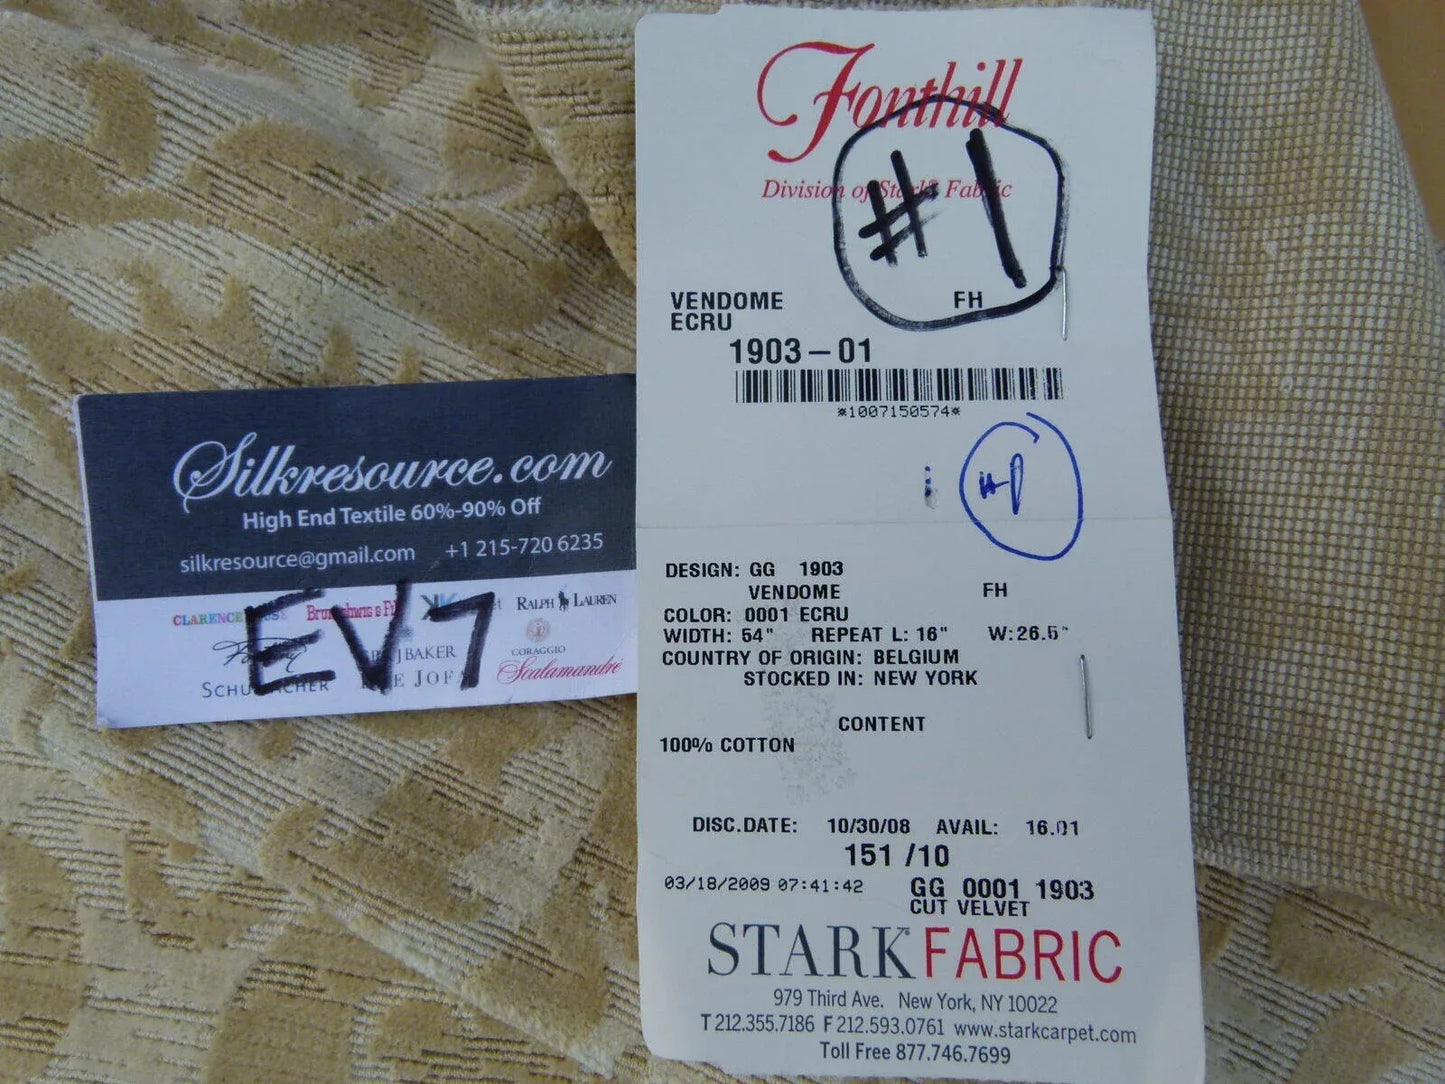 Silkresource.com
High End Textile 60%-90% Off
silkresource@gmail.com +1 215-720 6235
CLARENCE
RALPH LAUREN
EV7
BAKER
CORAGGIO
SCHUMACHER
Scalamandré
Fonthill
Division of Stark® Fabric
#1
VENDOME FH
ECRU
1903-01
*1007150574*
DESIGN: GG 1903
VENDOME FH
COLOR: 0001 ECRU
WIDTH: 54" REPEAT L: 16" W:26.5"
COUNTRY OF ORIGIN: BELGIUM
STOCKED IN: NEW YORK
CONTENT
100% COTTON
DISC.DATE: 10/30/08 AVAIL: 16.01
151 /10
03/18/2009 07:41:42 GG 0001 1903
CUT VELVET
STARK FABRIC
979 Third Ave. New York, NY 10022
T 212.355.7186 F 212.593.0761 www.starkcarpet.com
Toll Free 877.746.7699